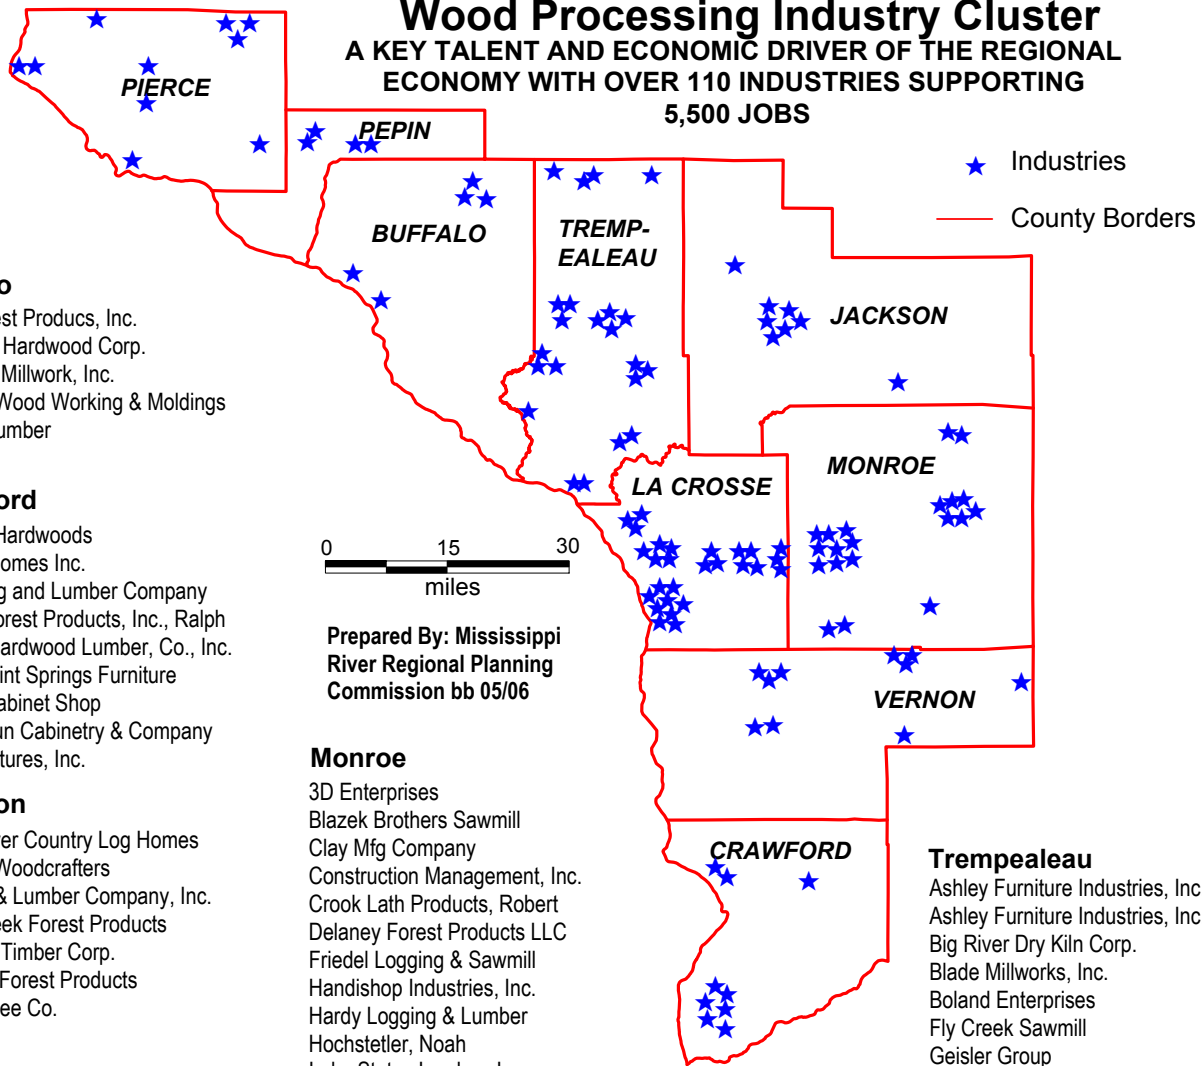 Wood Processing Industry Cluster
A KEY TALENT AND ECONOMIC DRIVER OF THE REGIONAL
ECONOMY WITH OVER 110 INDUSTRIES SUPPORTING
5,500 JOBS
PIERCE
PEPIN
BUFFALO
TREMP-
EALEAU
JACKSON
MONROE
LA CROSSE
VERNON
CRAWFORD
Industries
County Borders
0 15 30
miles
Prepared By: Mississippi
River Regional Planning
Commission bb 05/06
o
est Producs, Inc.
Hardwood Corp.
Millwork, Inc.
Wood Working & Moldings
umber
ord
Hardwoods
omes Inc.
g and Lumber Company
orest Products, Inc., Ralph
ardwood Lumber, Co., Inc.
int Springs Furniture
abinet Shop
un Cabinetry & Company
tures, Inc.
on
er Country Log Homes
Woodcrafters
& Lumber Company, Inc.
ek Forest Products
Timber Corp.
Forest Products
ee Co.
Monroe
3D Enterprises
Blazek Brothers Sawmill
Clay Mfg Company
Construction Management, Inc.
Crook Lath Products, Robert
Delaney Forest Products LLC
Friedel Logging & Sawmill
Handishop Industries, Inc.
Hardy Logging & Lumber
Hochstetler, Noah
Trempealeau
Ashley Furniture Industries, Inc
Ashley Furniture Industries, Inc
Big River Dry Kiln Corp.
Blade Millworks, Inc.
Boland Enterprises
Fly Creek Sawmill
Geisler Group